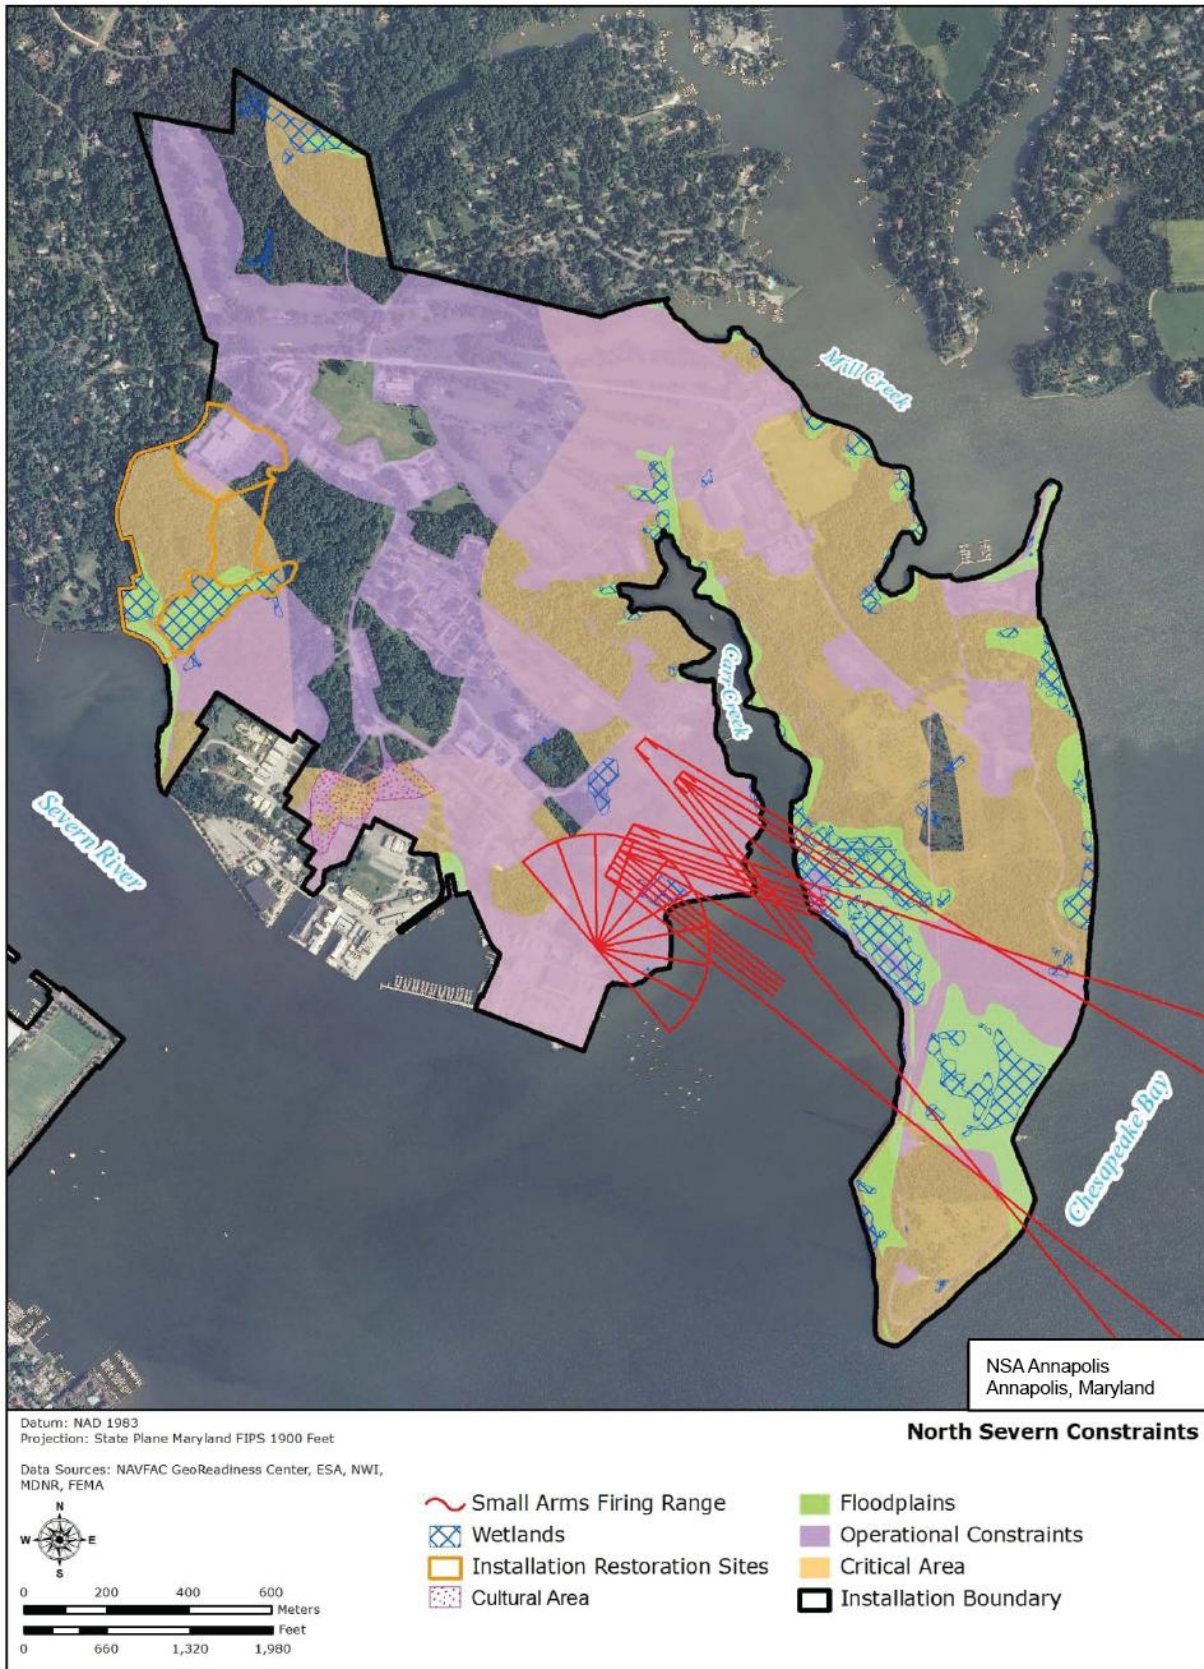 Mill Creek
Carr Creek
Severn River
Chesapeake Bay
NSA Annapolis
Annapolis, Maryland
Datum: NAD 1983
Projection: State Plane Maryland FIPS 1900 Feet
North Severn Constraints
Data Sources: NAVFAC GeoReadiness Center, ESA, NWI,
MDNR, FEMA
N
W E
S
0 200 400 600
Meters
Feet
0 660 1,320 1,980
Small Arms Firing Range
Wetlands
Installation Restoration Sites
Cultural Area
Floodplains
Operational Constraints
Critical Area
Installation Boundary